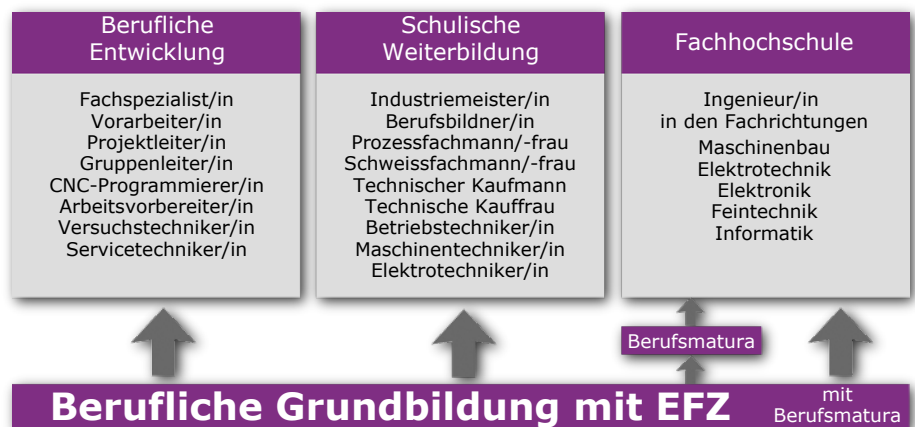 Berufliche
Entwicklung
Fachspezialist/in
Vorarbeiter/in
Projektleiter/in
Gruppenleiter/in
CNC-Programmierer/in
Arbeitsvorbereiter/in
Versuchstechniker/in
Servicetechniker/in
Schulische
Weiterbildung
Industriemeister/in
Berufsbildner/in
Prozessfachmann/-frau
Schweissfachmann/-frau
Technischer Kaufmann
Technische Kauffrau
Betriebstechniker/in
Maschinentechniker/in
Elektrotechniker/in
Fachhochschule
Ingenieur/in
in den Fachrichtungen
Maschinenbau
Elektrotechnik
Elektronik
Feintechnik
Informatik
Berufsmatura
Berufliche Grundbildung mit EFZ
mit
Berufsmatura